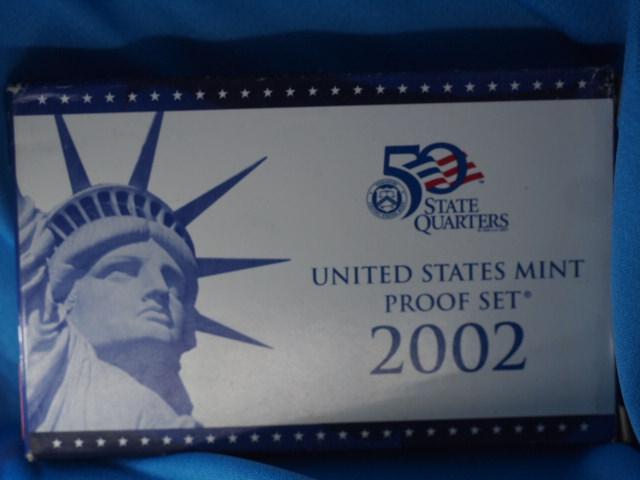 50
STATE
QUARTERS
UNITED STATES MINT
PROOF SET®
2002